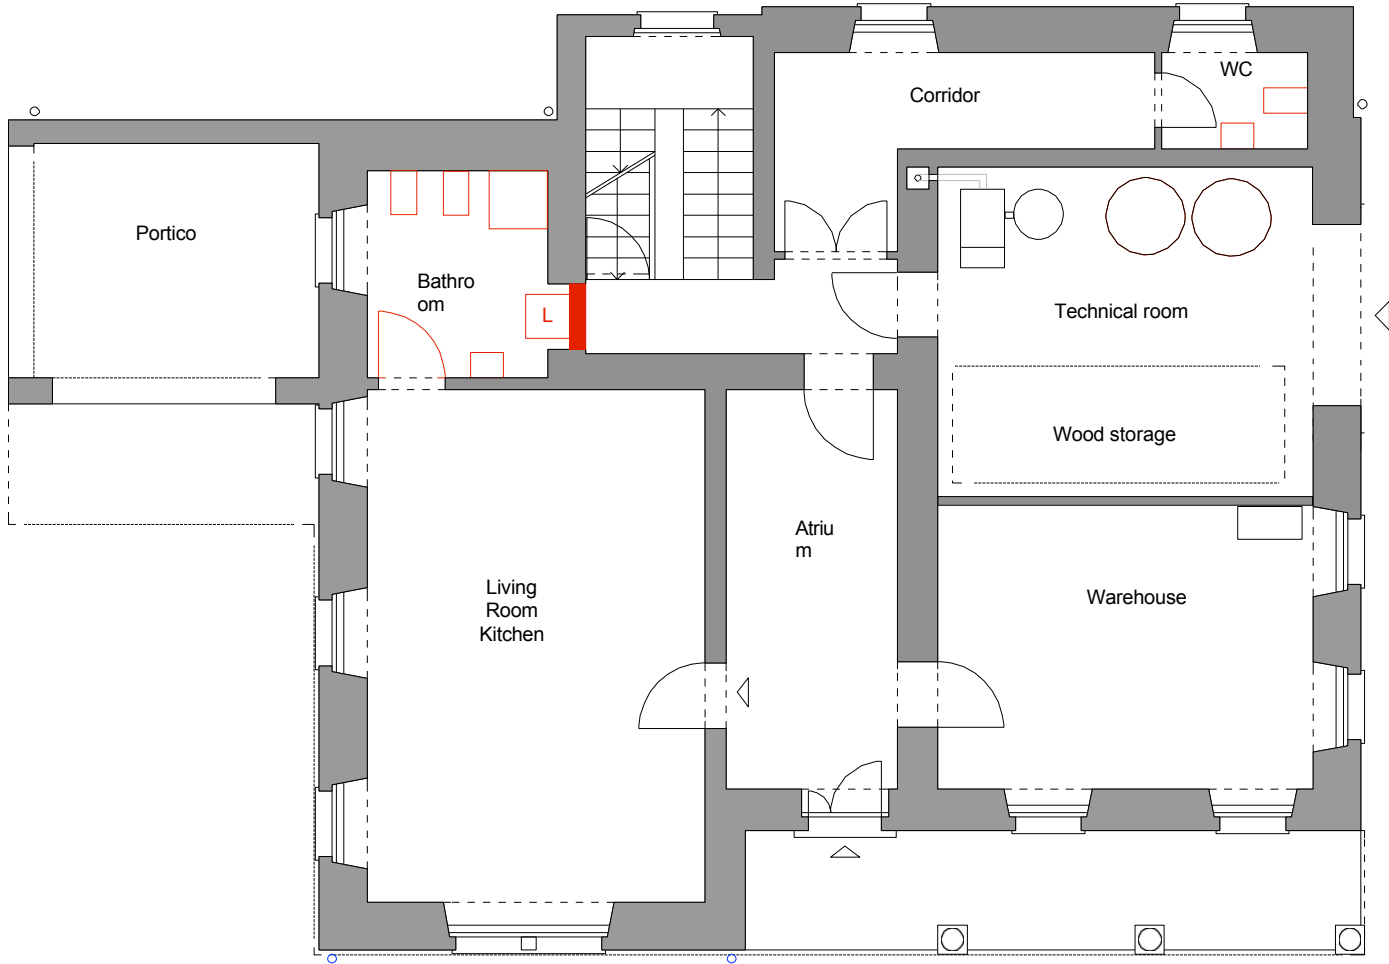 WC
Corridor
Portico
Bathro
om
L
Technical room
Wood storage
Atriu
m
Living
Room
Kitchen
Warehouse